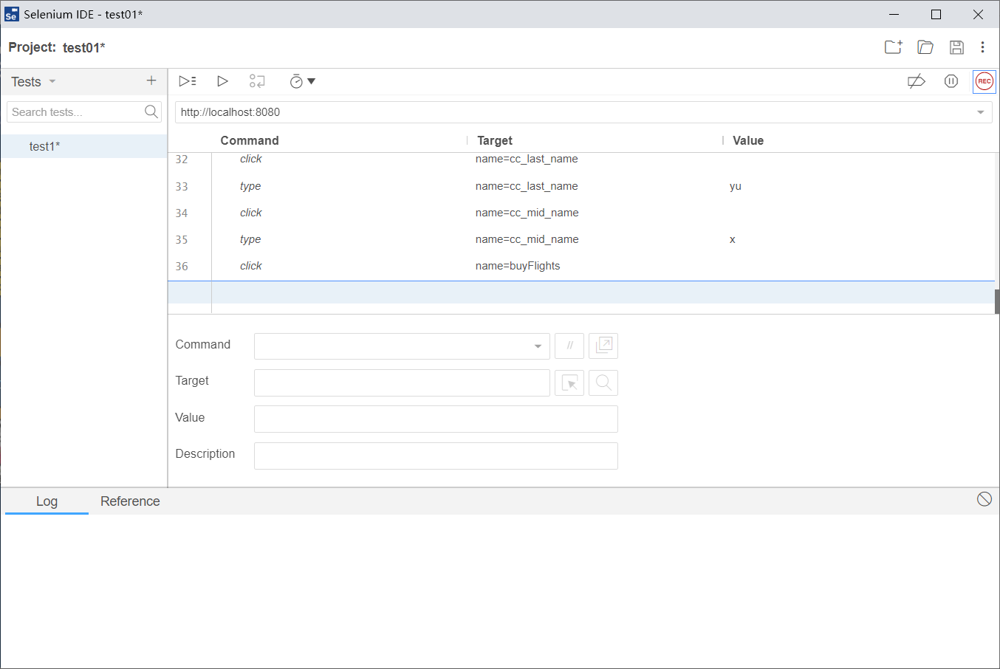 Se Selenium IDE - test01*
Project: test01*
Tests
Search tests...
test1*
REC
http://localhost:8080
Command Target Value
32 click name=cc_last_name
33 type name=cc_last_name yu
34 click name=cc_mid_name
35 type name=cc_mid_name x
36 click name=buyFlights
Command //
Target
Value
Description
Log Reference